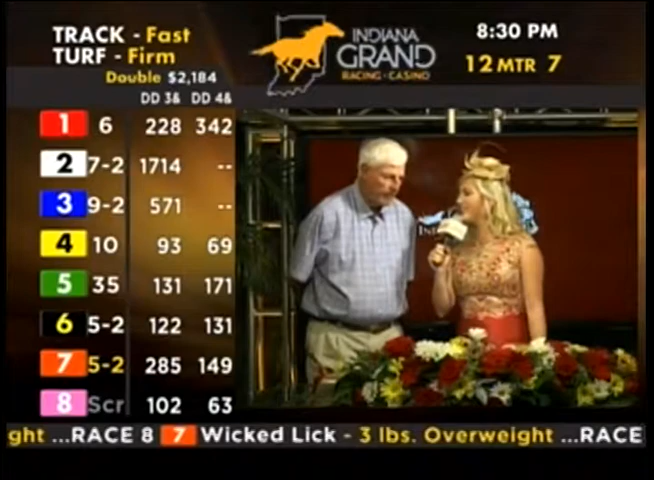 TRACK - Fast
TURF - Firm
Double $2,184
DD 3& DD 4&
1 6 228 342
2 7-2 1714 --
3 9-2 571 --
4 10 93 69
5 35 131 171
6 5-2 122 131
7 5-2 285 149
8 Scr 102 63
INDIANA
GRAND
RACING • CASINO
8:30 PM
12 MTR 7
ght ...RACE 8 7 Wicked Lick - 3 lbs. Overweight ...RACE